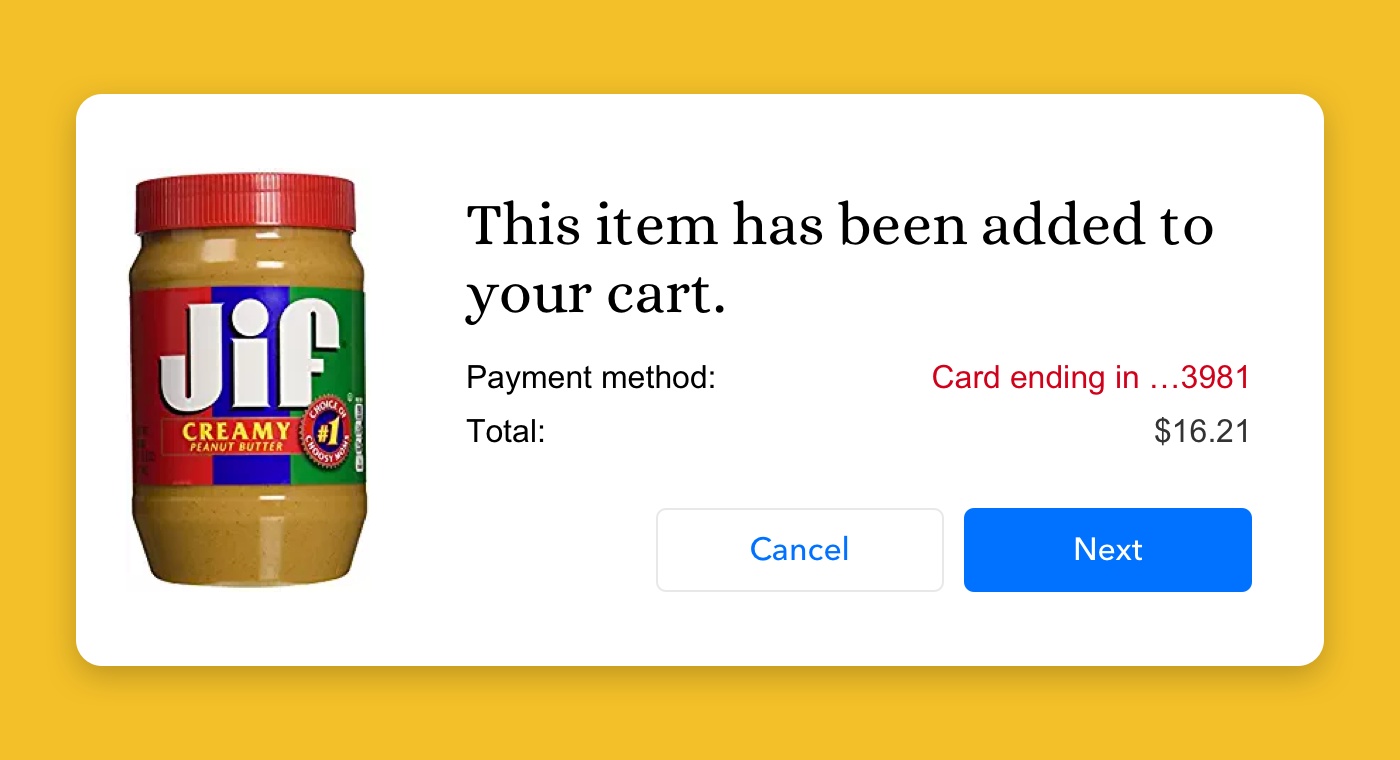 This item has been added to
your cart.
Payment method: Card ending in …3981
Total: $16.21
Cancel Next
Jif
CREAMY
PEANUT BUTTER
CHOICE OF
#1
CHOOSY MOMS